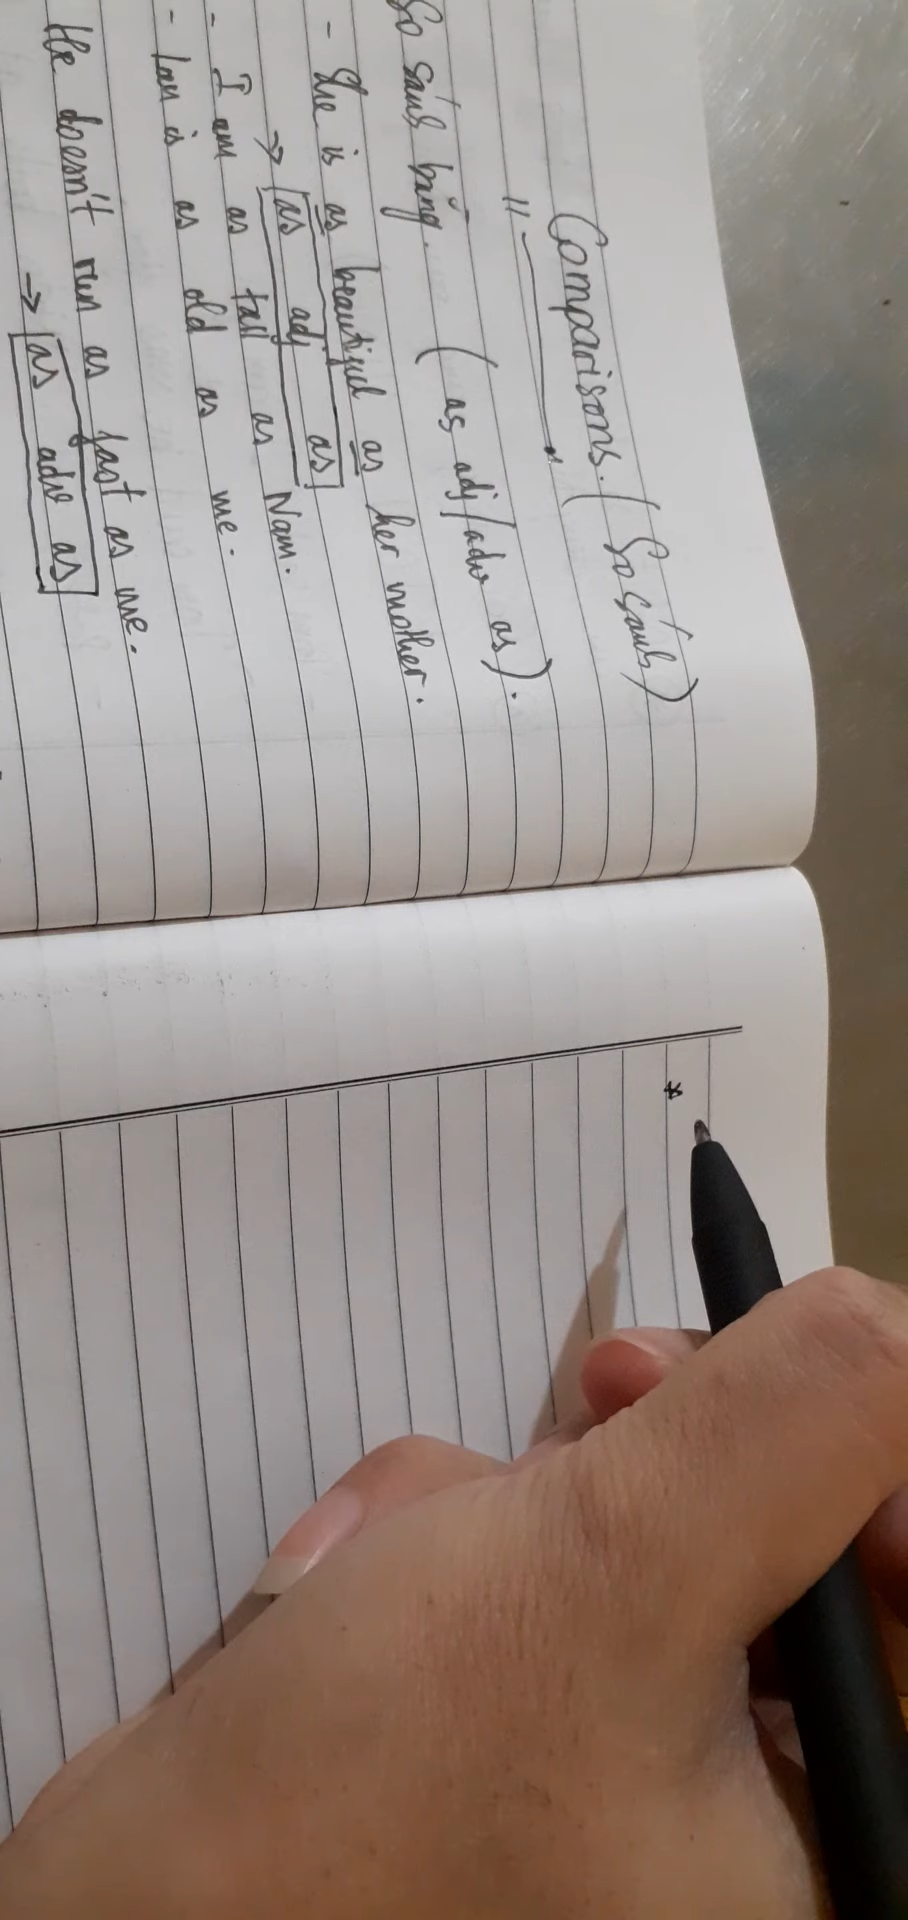 Comparisons. (So sánh)
So sánh bằng. (as adj/adv as).
- She is as beautiful as her mother.
→ as adj as
- I am as tall as Nam.
- Lan is as old as me.
He doesn't run as fast as me.
→ as adv as
*